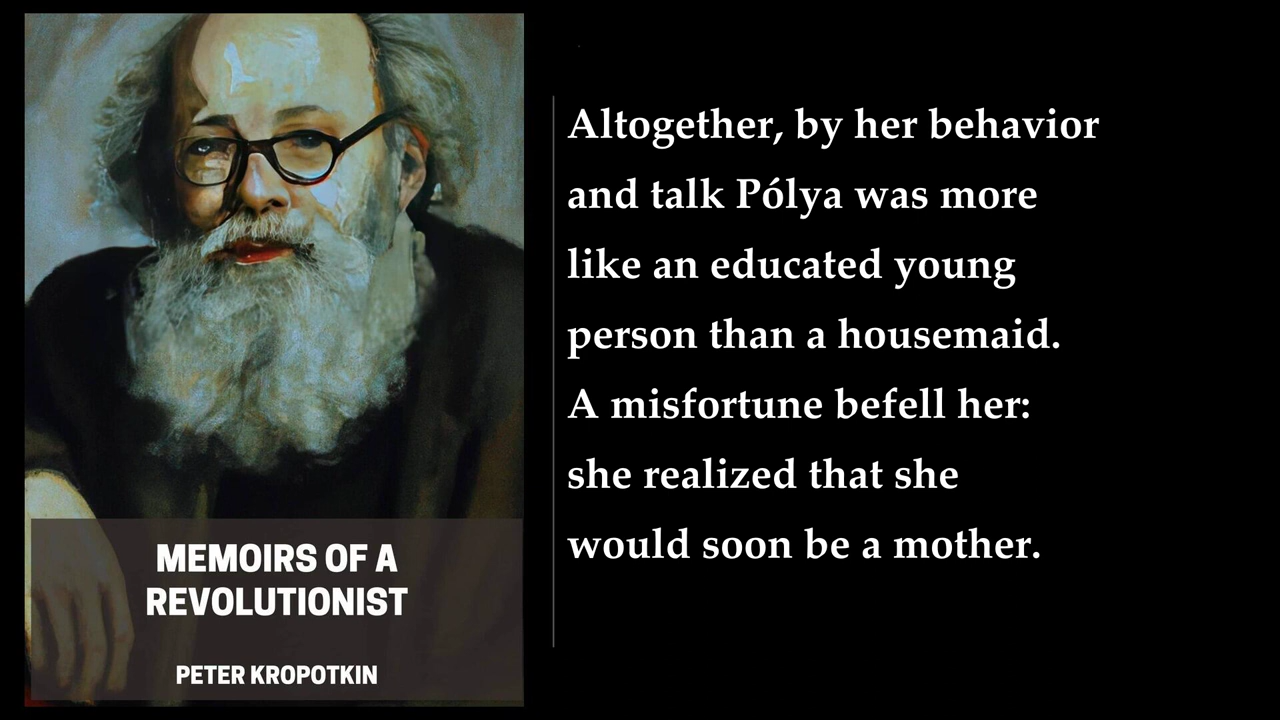 MEMOIRS OF A
REVOLUTIONIST
PETER KROPOTKIN
Altogether, by her behavior
and talk Pólya was more
like an educated young
person than a housemaid.
A misfortune befell her:
she realized that she
would soon be a mother.